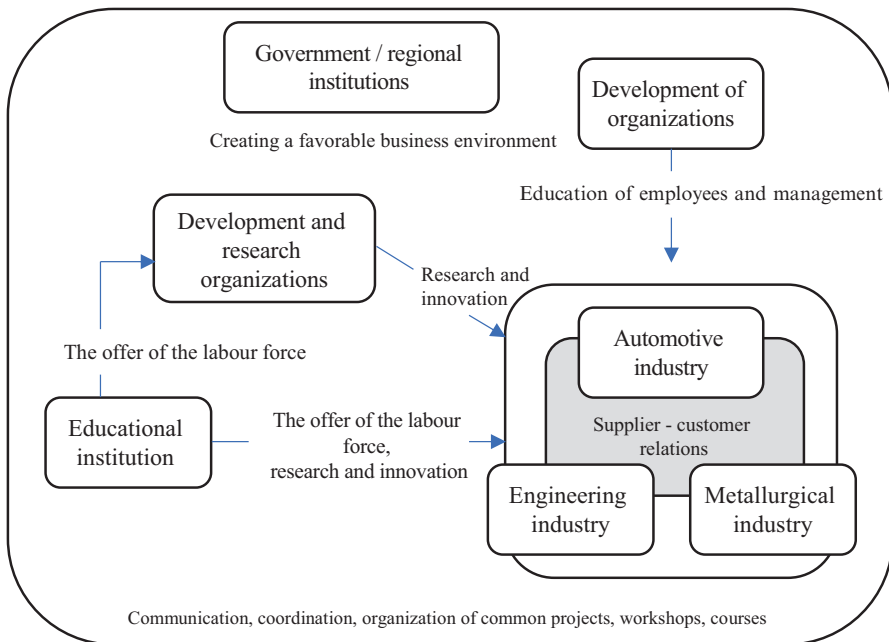 Government / regional
institutions
Development of
organizations
Creating a favorable business environment
Education of employees and management
Development and
research
organizations
Research and
innovation
Automotive
industry
The offer of the labour force
Educational
institution
The offer of the labour
force,
research and innovation
Supplier - customer
relations
Engineering
industry
Metallurgical
industry
Communication, coordination, organization of common projects, workshops, courses